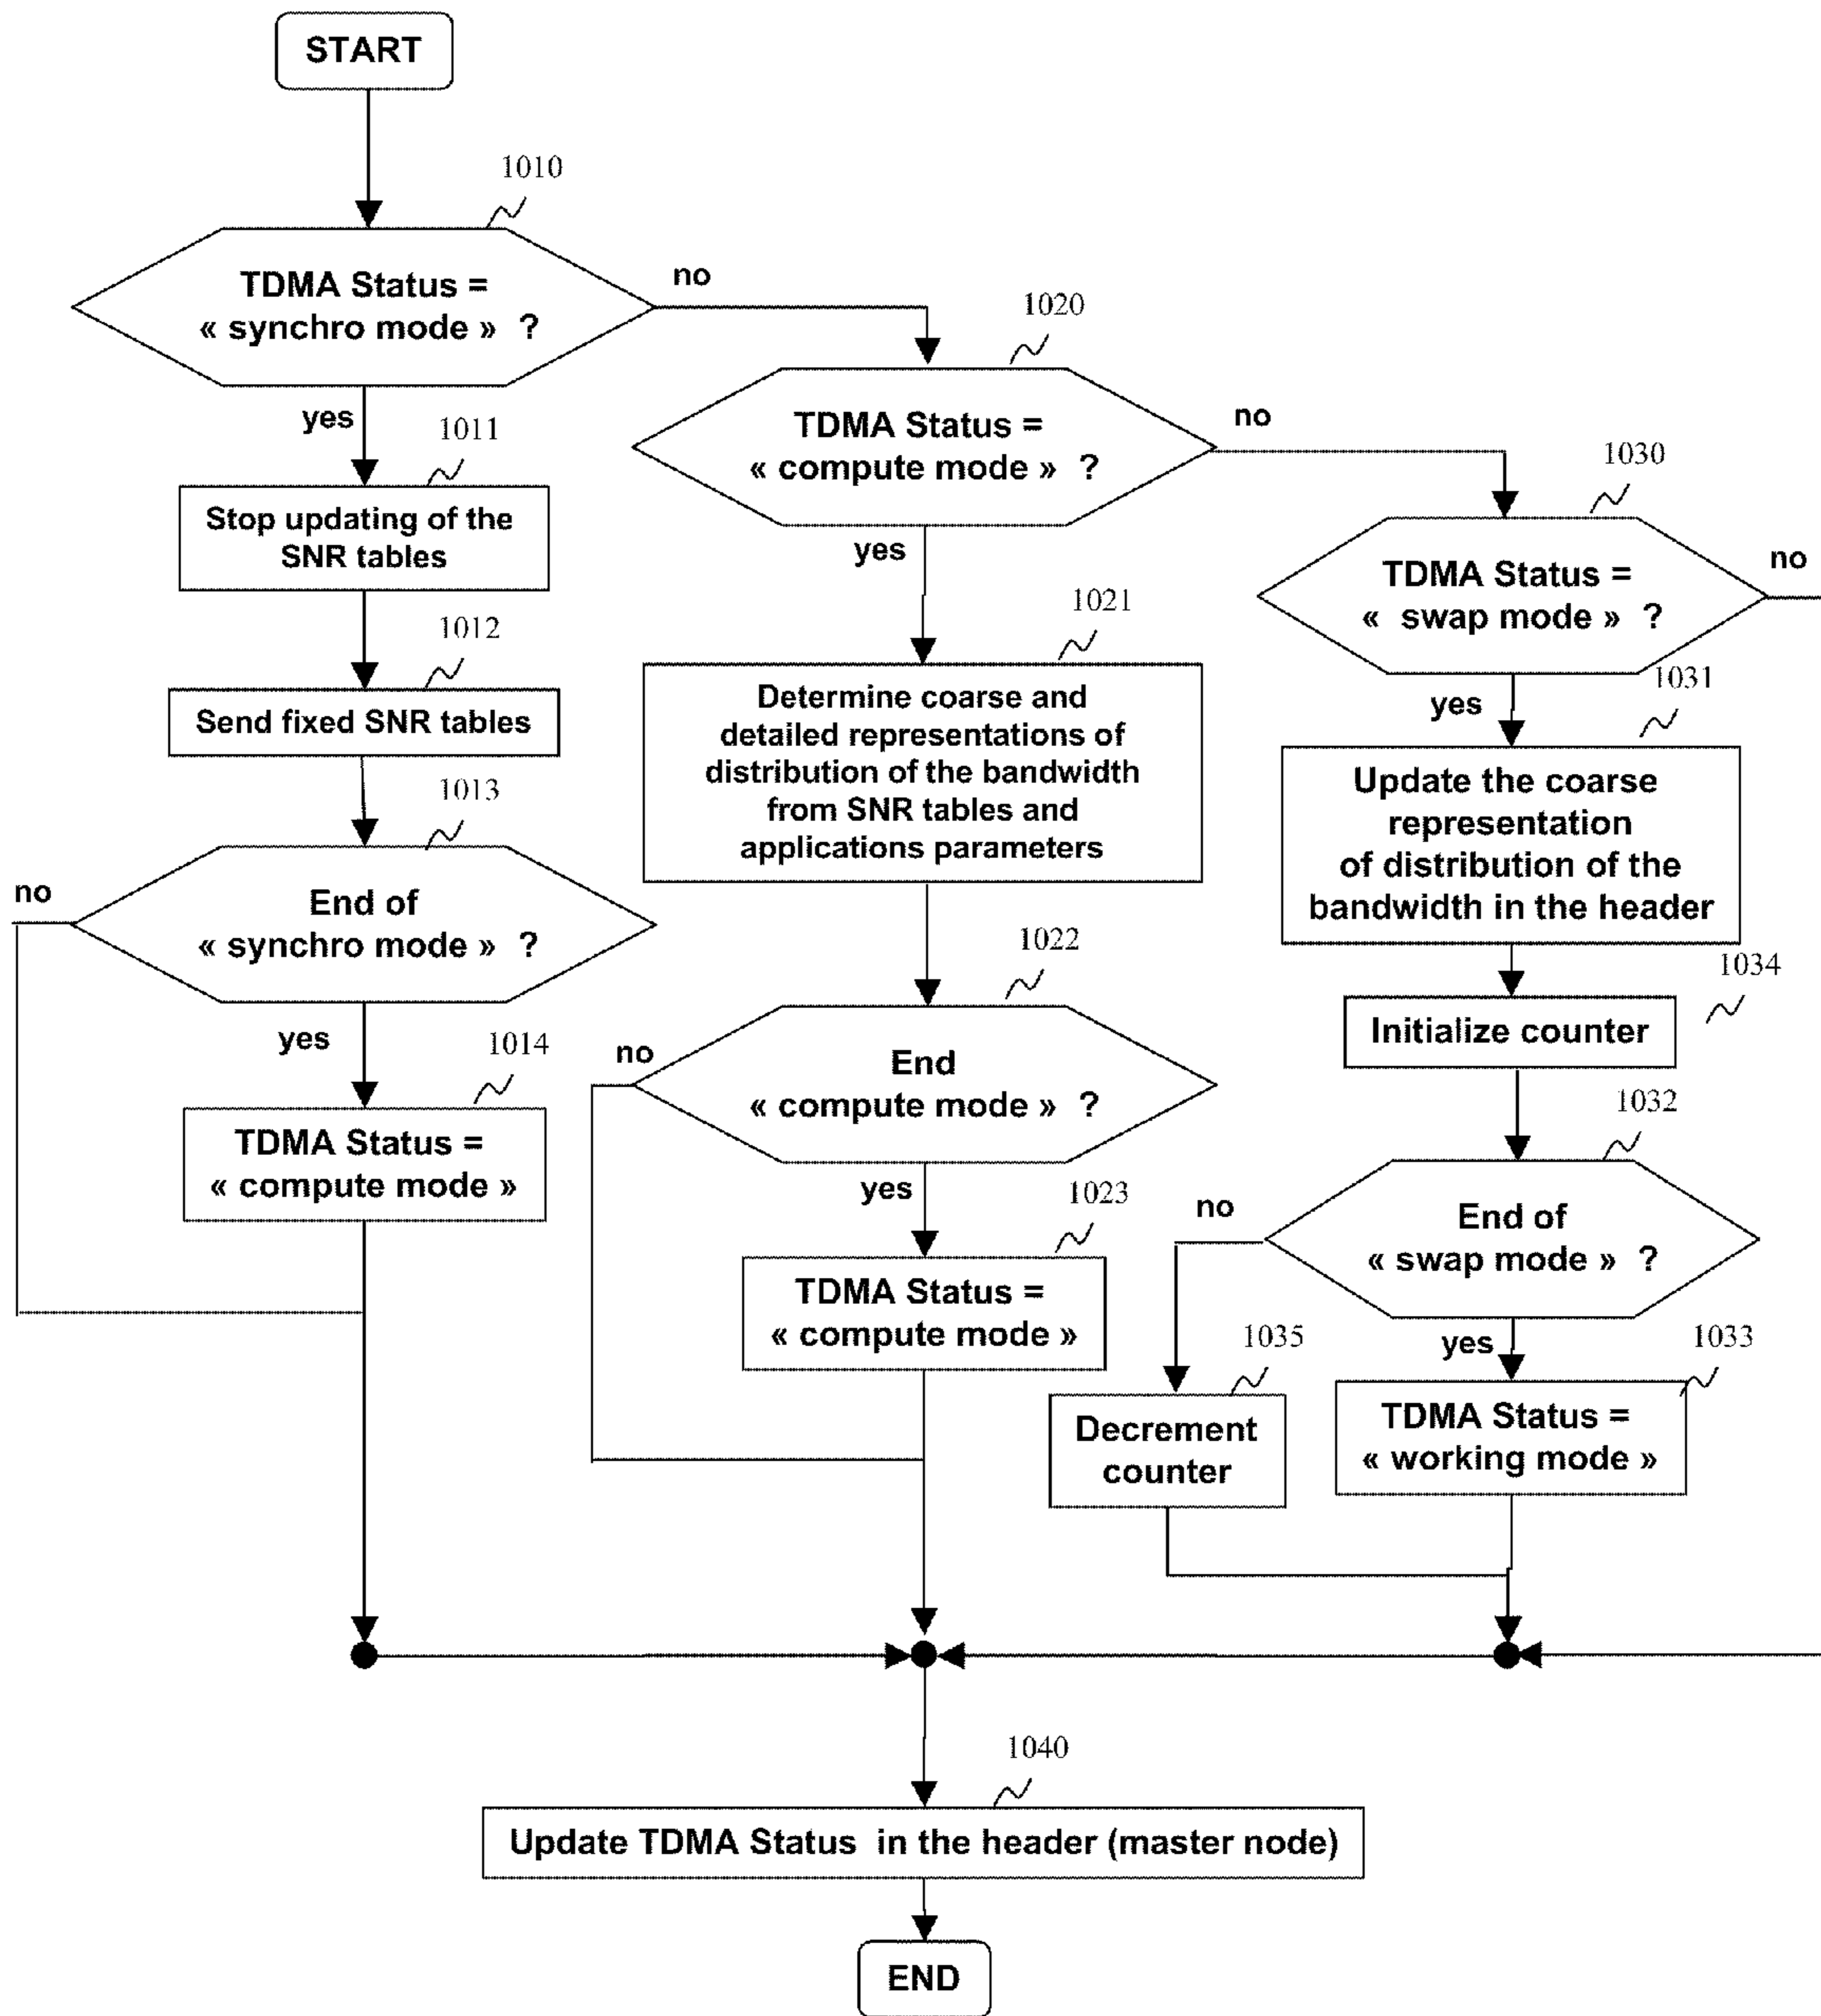 START
1010
TDMA Status =
« synchro mode » ?
no
yes
1011
Stop updating of the
SNR tables
1012
Send fixed SNR tables
1013
End of
« synchro mode » ?
no
yes
1014
TDMA Status =
« compute mode »
1020
TDMA Status =
« compute mode » ?
no
yes
1021
Determine coarse and
detailed representations of
distribution of the bandwidth
from SNR tables and
applications parameters
1022
End
« compute mode » ?
no
yes
1023
TDMA Status =
« compute mode »
1030
TDMA Status =
« swap mode » ?
no
yes
1031
Update the coarse
representation
of distribution of the
bandwidth in the header
1034
Initialize counter
1032
End of
« swap mode » ?
no
yes
1035
Decrement
counter
1033
TDMA Status =
« working mode »
1040
Update TDMA Status in the header (master node)
END